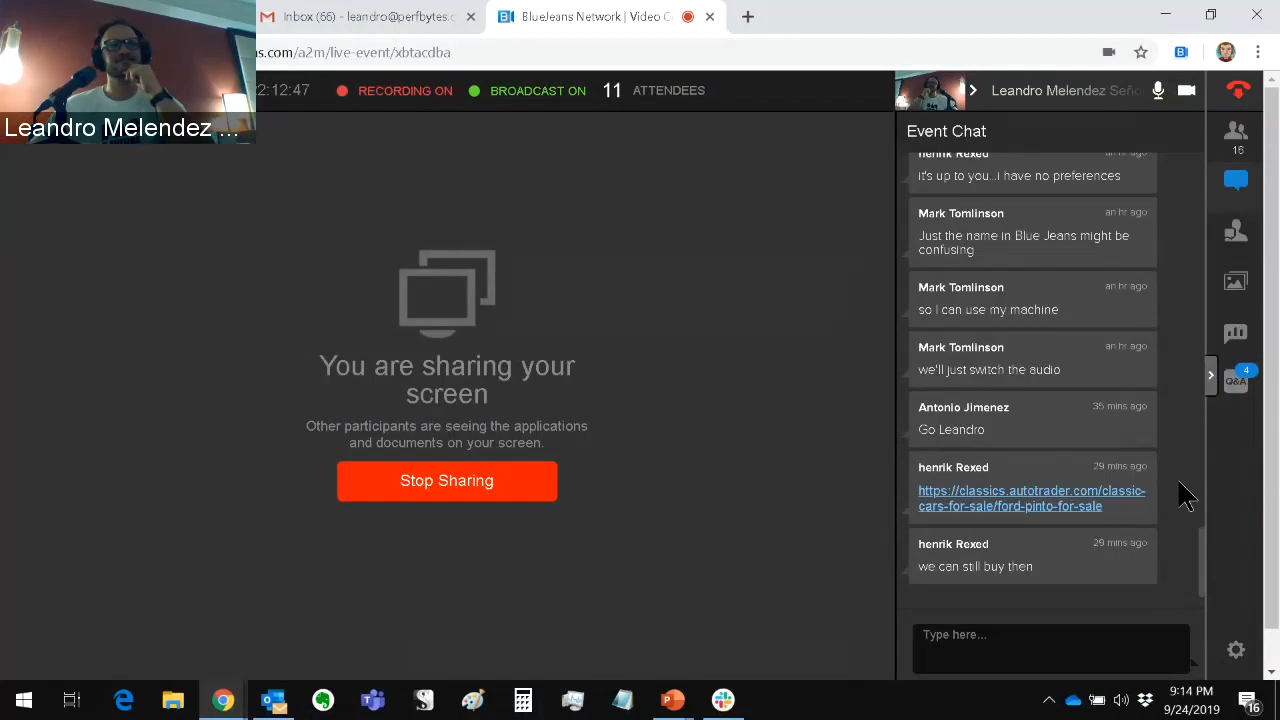 Inbox (66) - leandro@perfbytes.c
BlueJeans Network | Video C
ns.com/a2m/live-event/xbtacdba
Leandro Melendez ...
2:12:47
RECORDING ON
BROADCAST ON
11 ATTENDEES
Leandro Melendez Seño
Event Chat
16
henrik Rexed
an hr ago
it's up to you...i have no preferences
Mark Tomlinson
an hr ago
Just the name in Blue Jeans might be
confusing
Mark Tomlinson
an hr ago
so I can use my machine
Mark Tomlinson
an hr ago
we'll just switch the audio
Antonio Jimenez
35 mins ago
Go Leandro
henrik Rexed
29 mins ago
https://classics.autotrader.com/classic-
cars-for-sale/ford-pinto-for-sale
henrik Rexed
29 mins ago
we can still buy then
Type here...
4
Q&A
You are sharing your
screen
Other participants are seeing the applications
and documents on your screen.
Stop Sharing
9:14 PM
9/24/2019
16